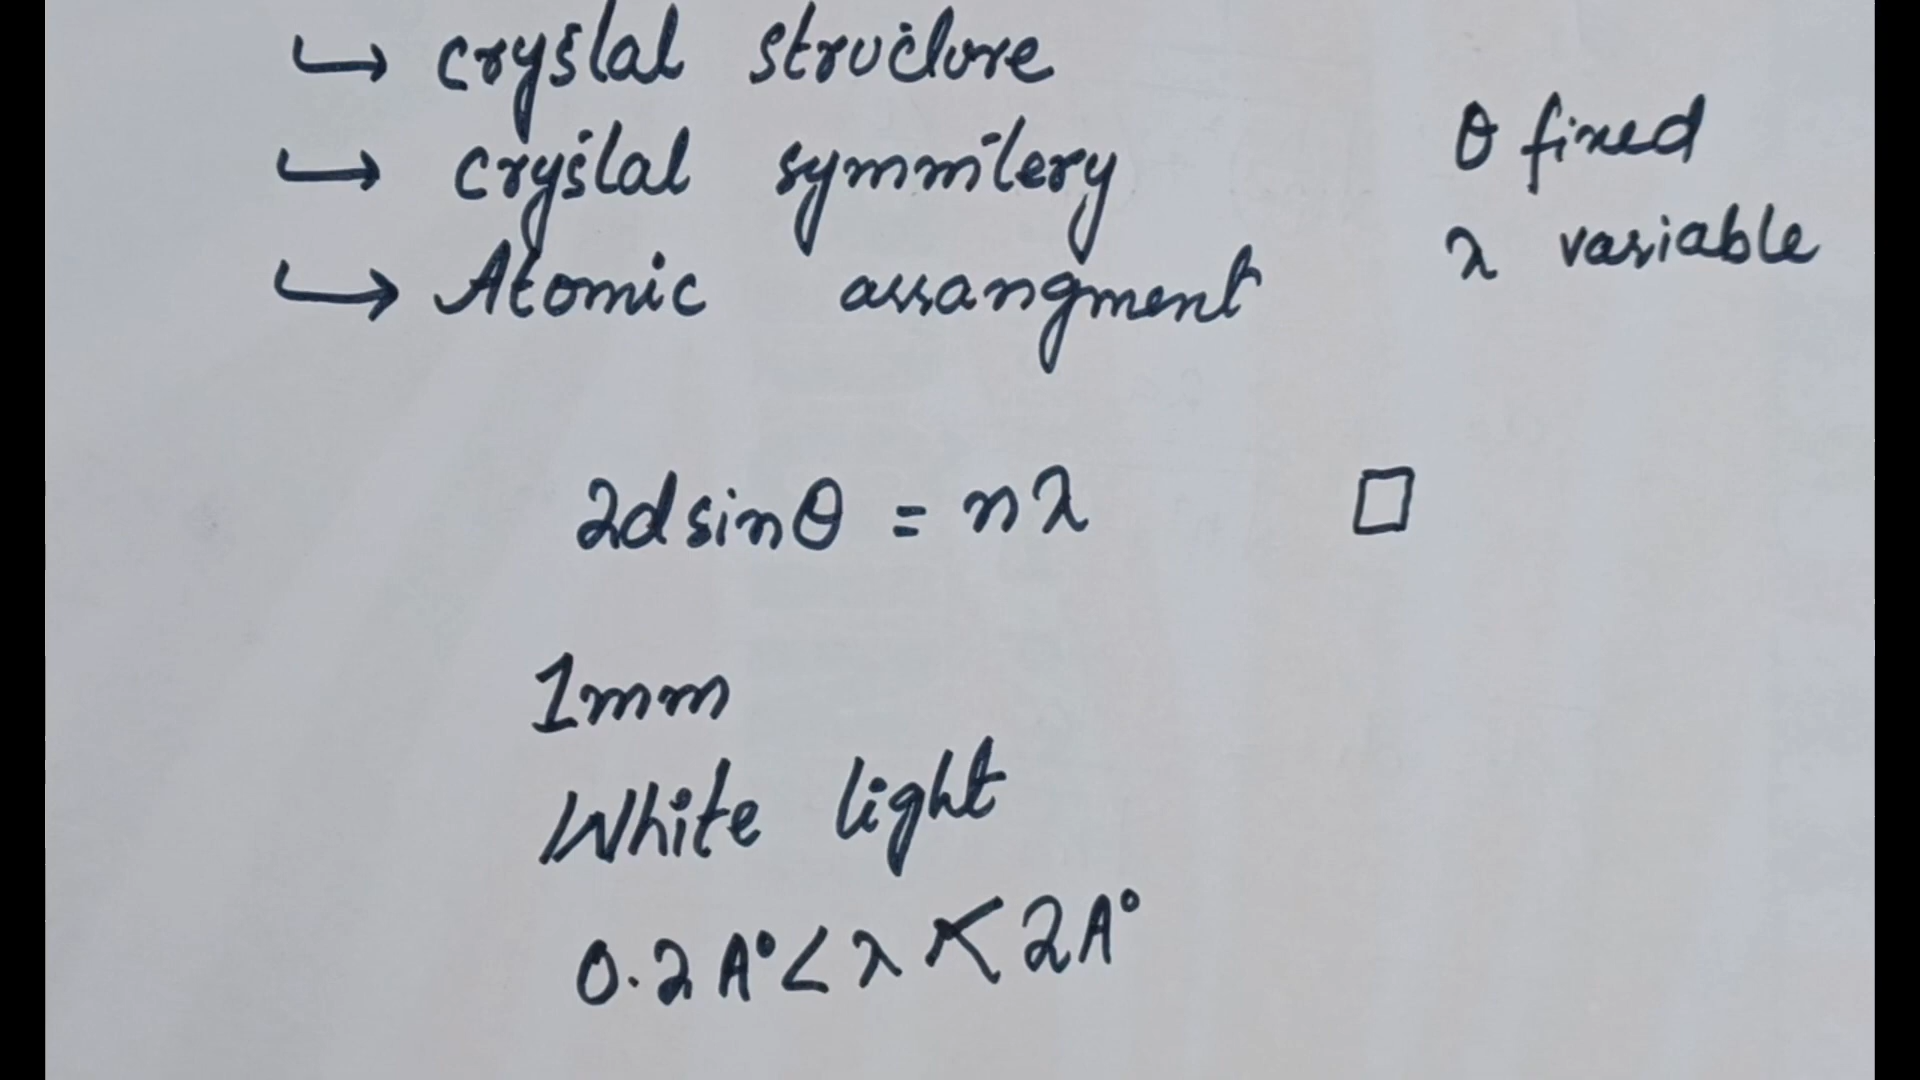 ↳ crystal structure
↳ crystal symmitery
↳ Atomic arrangment
θ fixed
λ variable
2d sinθ = nλ
1mm
White light
0.2 A° < λ < 2A°